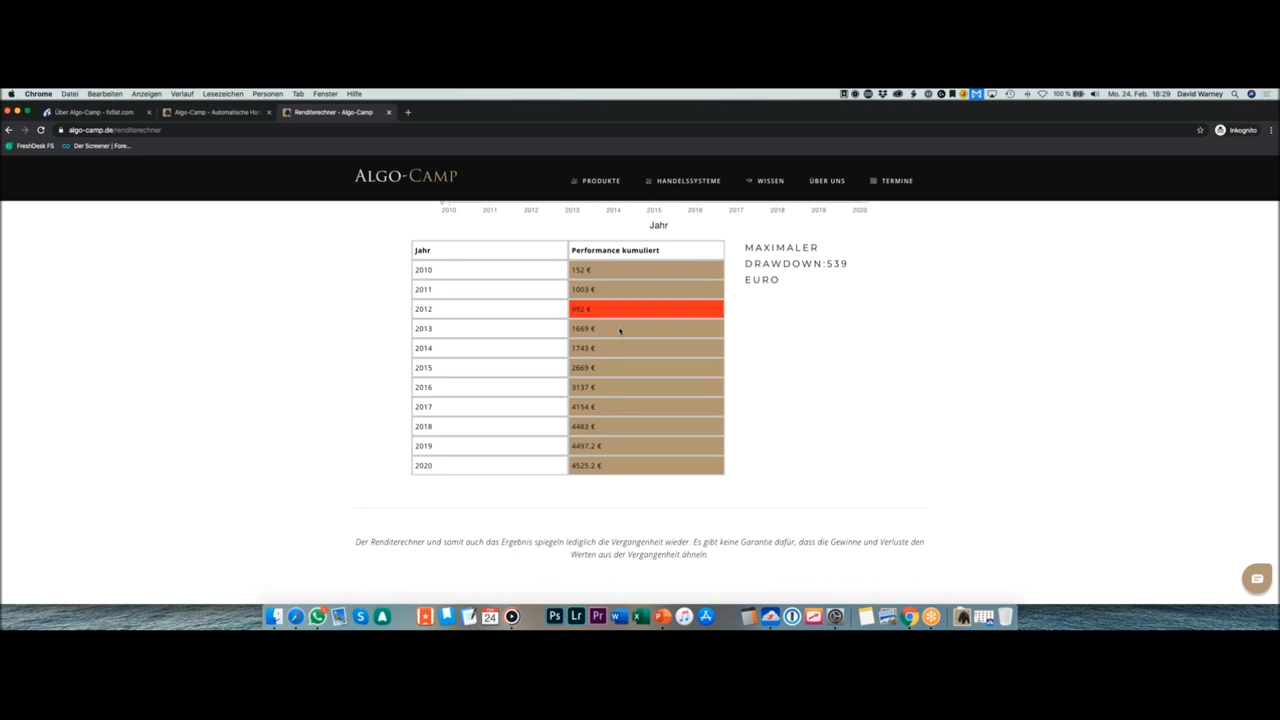 Chrome Datei Bearbeiten Anzeigen Verlauf Lesezeichen Personen Tab Fenster Hilfe 100 % Mo. 24. Feb. 18:29 David Warney
Über Algo-Camp - fxflat.com Algo-Camp - Automatische Han Renditerechner - Algo-Camp
algo-camp.de/renditerechner Inkognito
FreshDesk FS Der Screener | Fore...
ALGO-CAMP PRODUKTE HANDELSSYSTEME WISSEN ÜBER UNS TERMINE
0
2010 2011 2012 2013 2014 2015 2016 2017 2018 2019 2020
Jahr
Jahr Performance kumuliert
2010 152 €
2011 1003 €
2012 992 €
2013 1669 €
2014 1743 €
2015 2669 €
2016 3137 €
2017 4154 €
2018 4483 €
2019 4497.2 €
2020 4525.2 €
MAXIMALER
DRAWDOWN:539
EURO
Der Renditerechner und somit auch das Ergebnis spiegeln lediglich die Vergangenheit wieder. Es gibt keine Garantie dafür, dass die Gewinne und Verluste den
Werten aus der Vergangenheit ähneln.
24 Ps Lr Pr